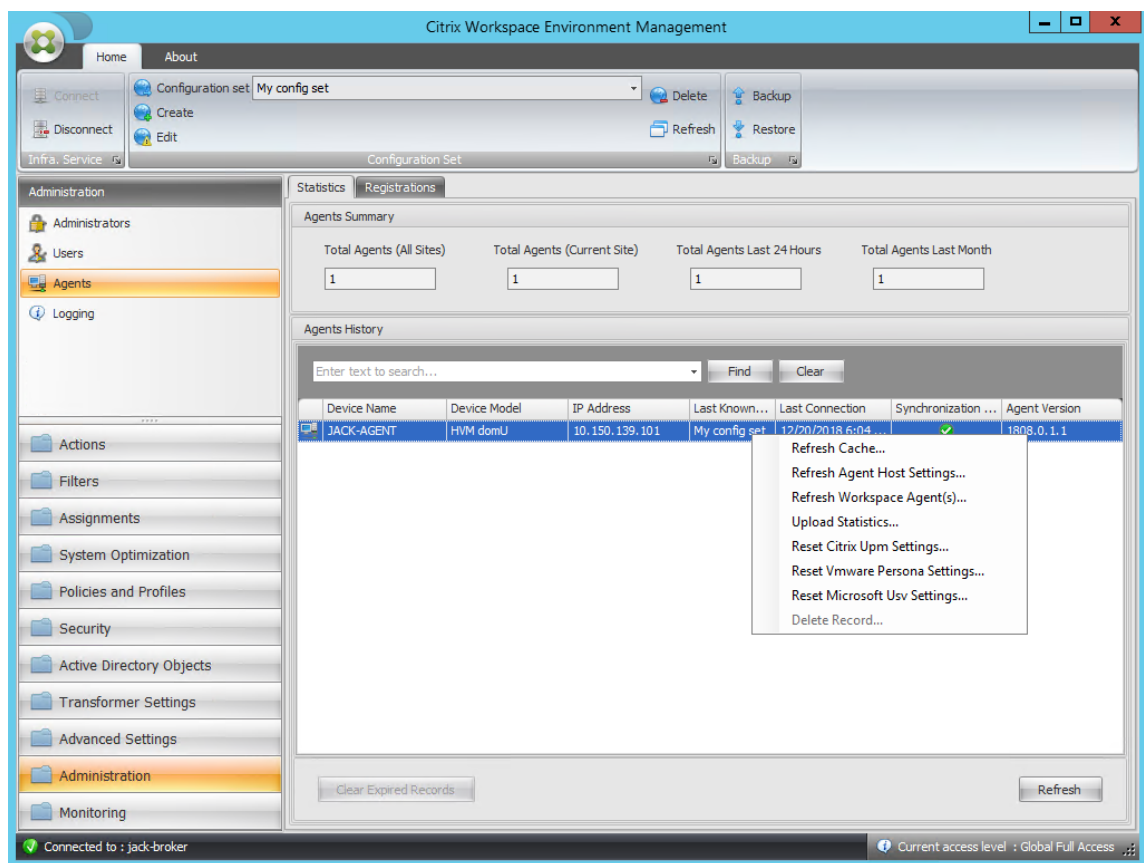 Citrix Workspace Environment Management
Home About
Connect
Disconnect
Infra. Service
Configuration set My config set
Create
Edit
Delete
Refresh
Configuration Set
Backup
Restore
Backup
Administration
Administrators
Users
Agents
Logging
Actions
Filters
Assignments
System Optimization
Policies and Profiles
Security
Active Directory Objects
Transformer Settings
Advanced Settings
Administration
Monitoring
Statistics Registrations
Agents Summary
Total Agents (All Sites) Total Agents (Current Site) Total Agents Last 24 Hours Total Agents Last Month
1 1 1 1
Agents History
Enter text to search... Find Clear
Device Name Device Model IP Address Last Known... Last Connection Synchronization ... Agent Version
JACK-AGENT HVM domU 10.150.139.101 My config set 12/20/2018 6:04 ... 1808.0.1.1
Refresh Cache...
Refresh Agent Host Settings...
Refresh Workspace Agent(s)...
Upload Statistics...
Reset Citrix Upm Settings...
Reset Vmware Persona Settings...
Reset Microsoft Usv Settings...
Delete Record...
Clear Expired Records Refresh
Connected to : jack-broker Current access level : Global Full Access